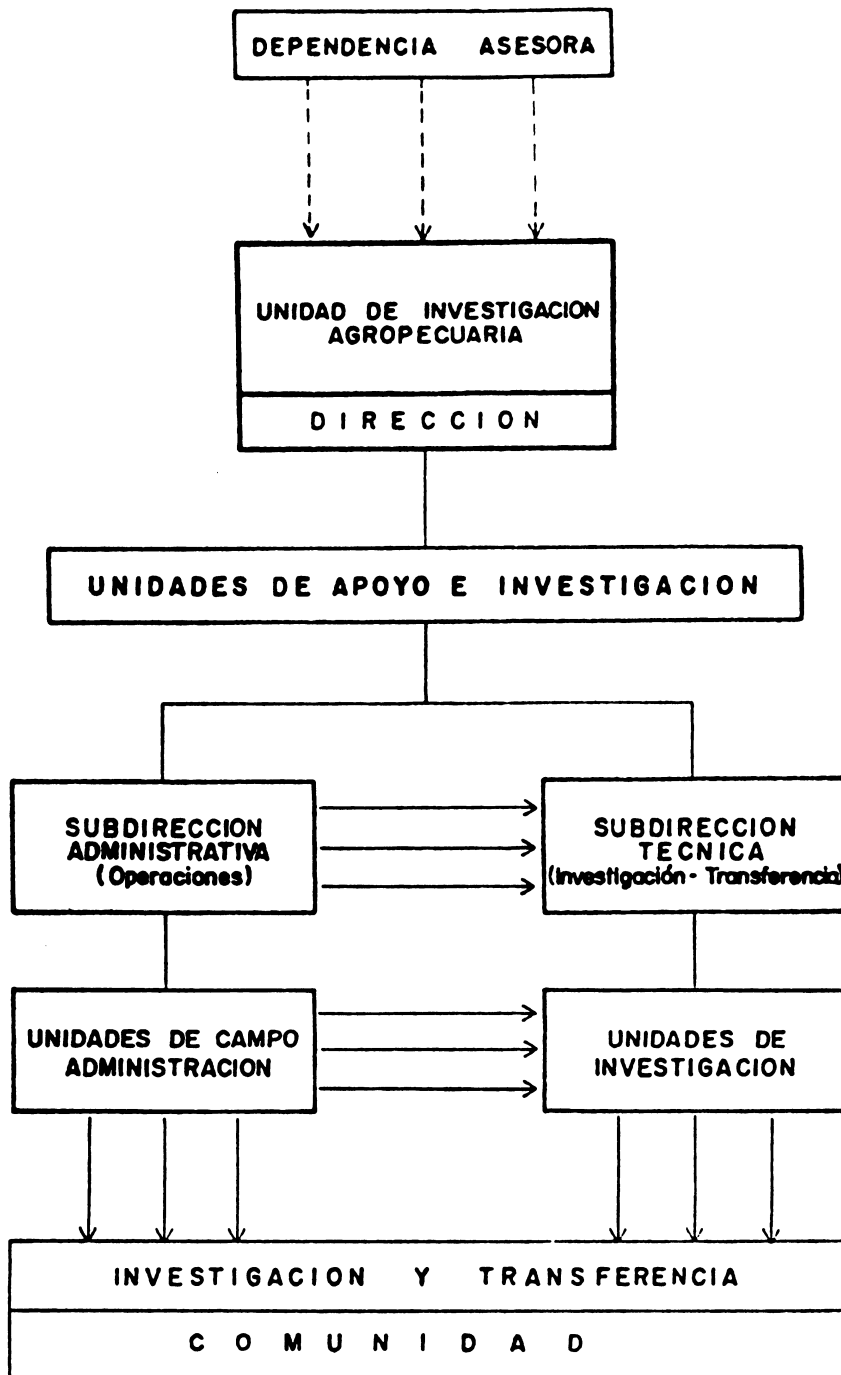 DEPENDENCIA ASESORA
UNIDAD DE INVESTIGACION
AGROPECUARIA
DIRECCION
UNIDADES DE APOYO E INVESTIGACION
SUBDIRECCION
ADMINISTRATIVA
(Operaciones)
SUBDIRECCION
TECNICA
(Investigación - Transferencia)
UNIDADES DE CAMPO
ADMINISTRACION
UNIDADES DE
INVESTIGACION
INVESTIGACION Y TRANSFERENCIA
COMUNIDAD